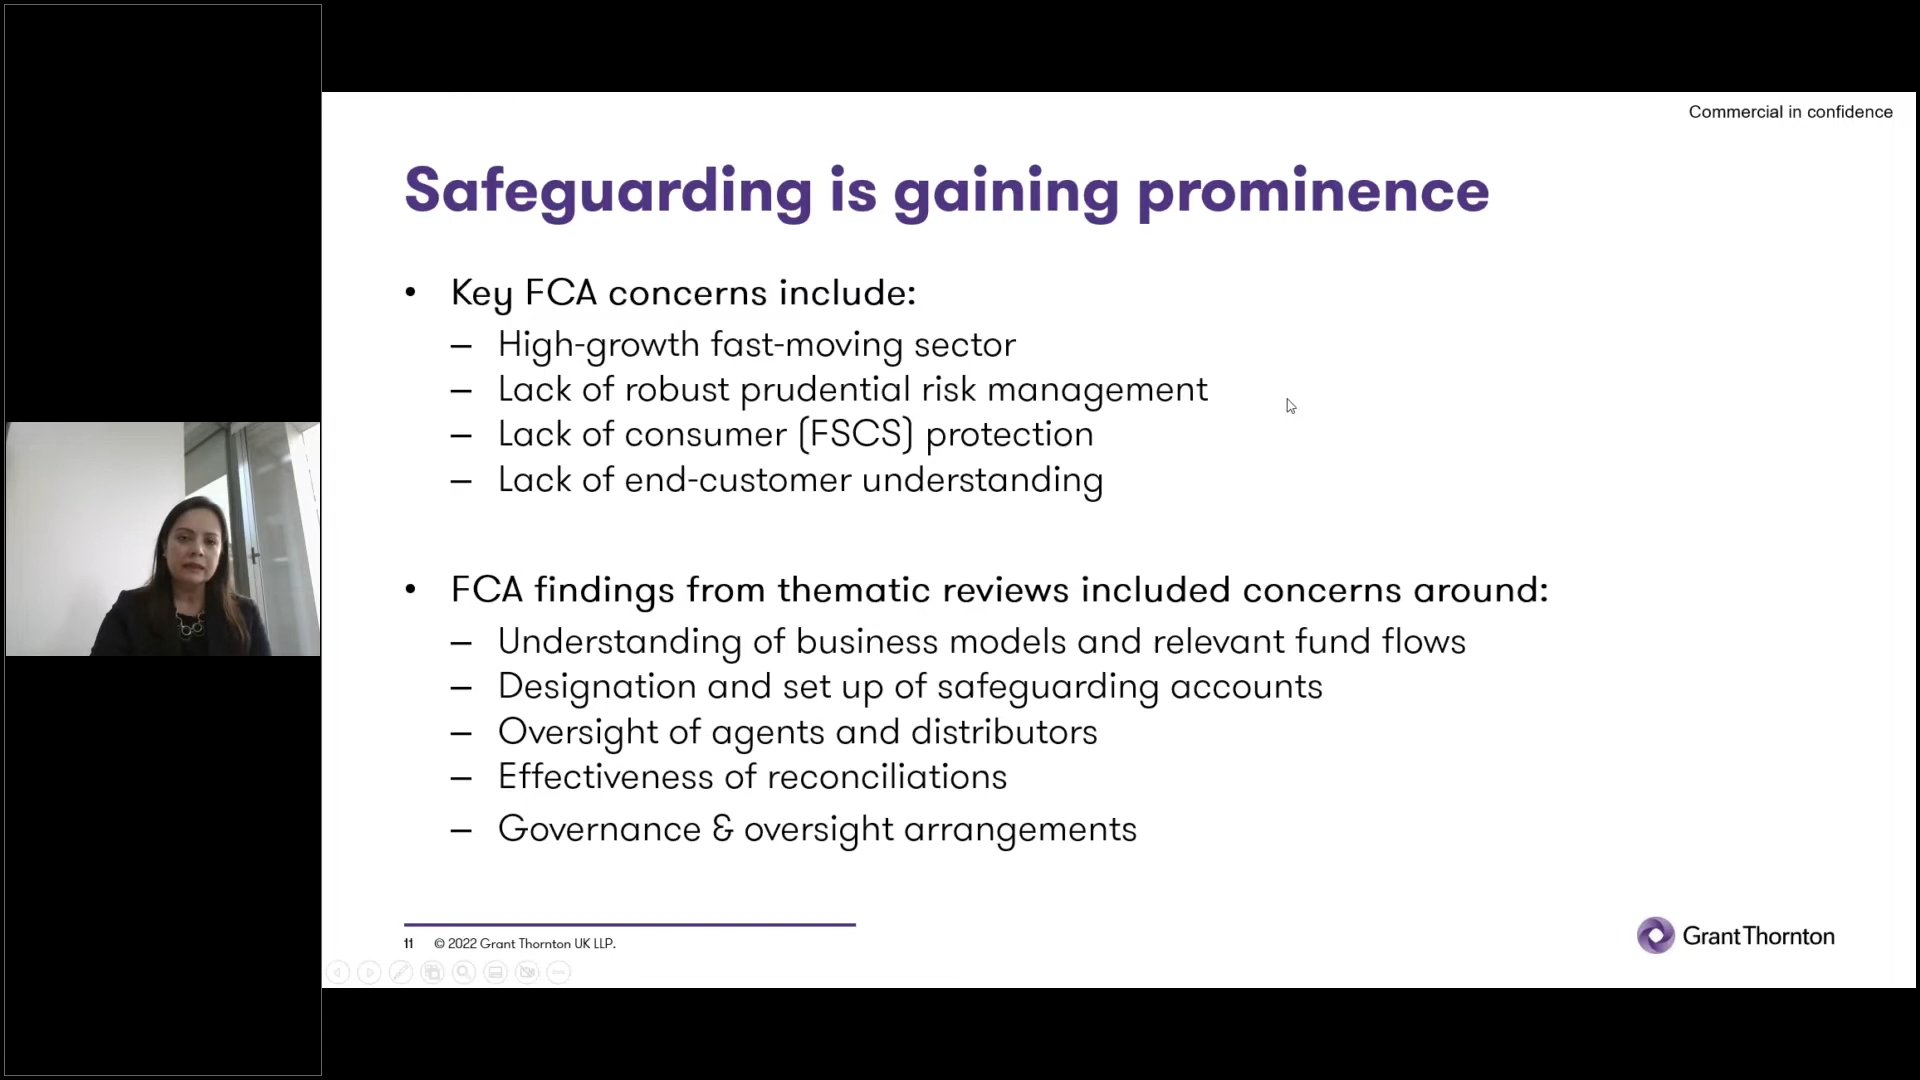 Commercial in confidence
Safeguarding is gaining prominence
• Key FCA concerns include:
– High-growth fast-moving sector
– Lack of robust prudential risk management
– Lack of consumer (FSCS) protection
– Lack of end-customer understanding
• FCA findings from thematic reviews included concerns around:
– Understanding of business models and relevant fund flows
– Designation and set up of safeguarding accounts
– Oversight of agents and distributors
– Effectiveness of reconciliations
– Governance & oversight arrangements
11 © 2022 Grant Thornton UK LLP.
Grant Thornton